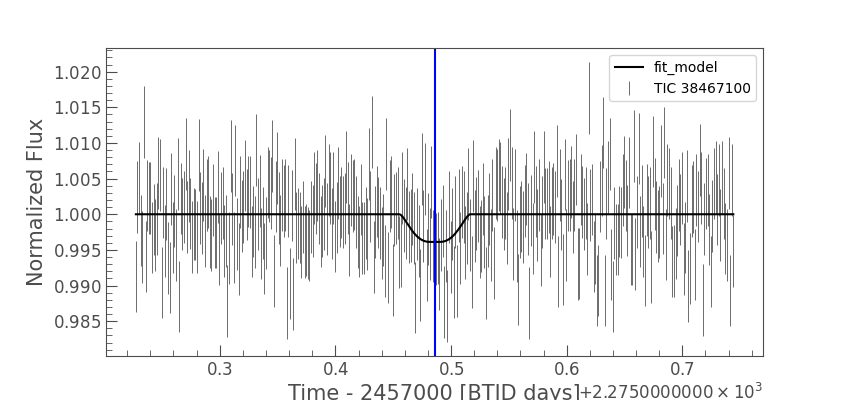 fit_model
TIC 38467100
Normalized Flux
1.020
1.015
1.010
1.005
1.000
0.995
0.990
0.985
0.3 0.4 0.5 0.6 0.7
Time - 2457000 [BTJD days]
+2.2750000000 × 10³